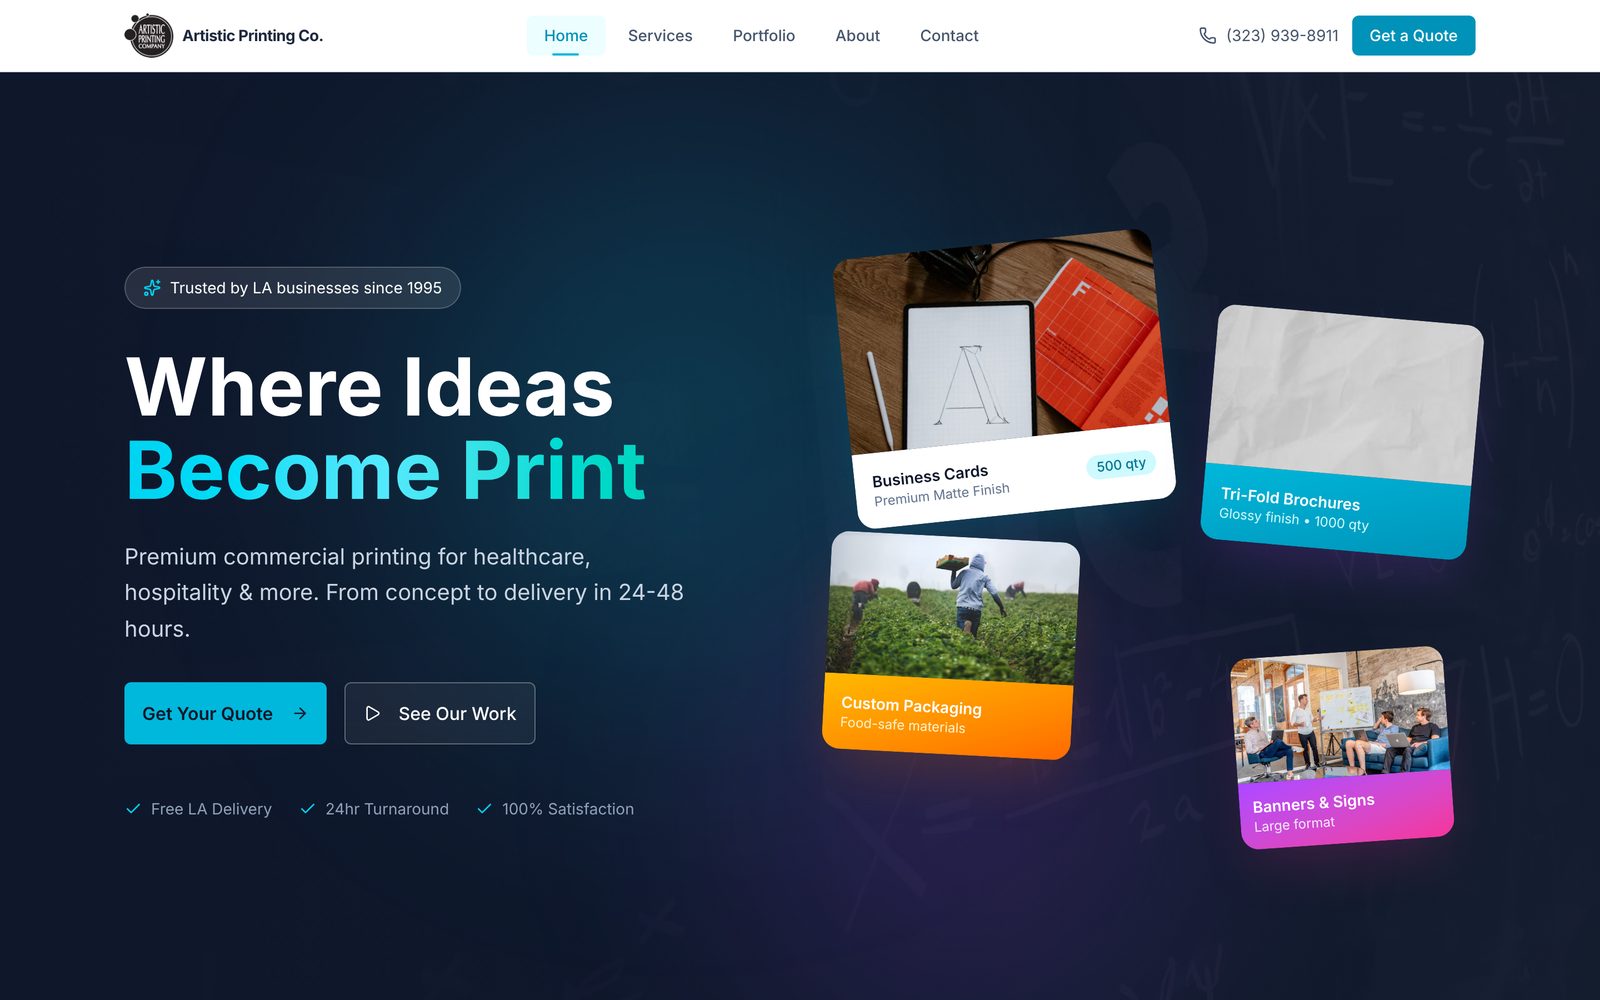 ARTISTIC
PRINTING
COMPANY
Artistic Printing Co.
Home
Services
Portfolio
About
Contact
(323) 939-8911
Get a Quote
Trusted by LA businesses since 1995
Where Ideas
Become Print
Premium commercial printing for healthcare,
hospitality & more. From concept to delivery in 24-48
hours.
Get Your Quote
See Our Work
Free LA Delivery
24hr Turnaround
100% Satisfaction
F
A
Business Cards
Premium Matte Finish
500 qty
Tri-Fold Brochures
Glossy finish • 1000 qty
Custom Packaging
Food-safe materials
Banners & Signs
Large format